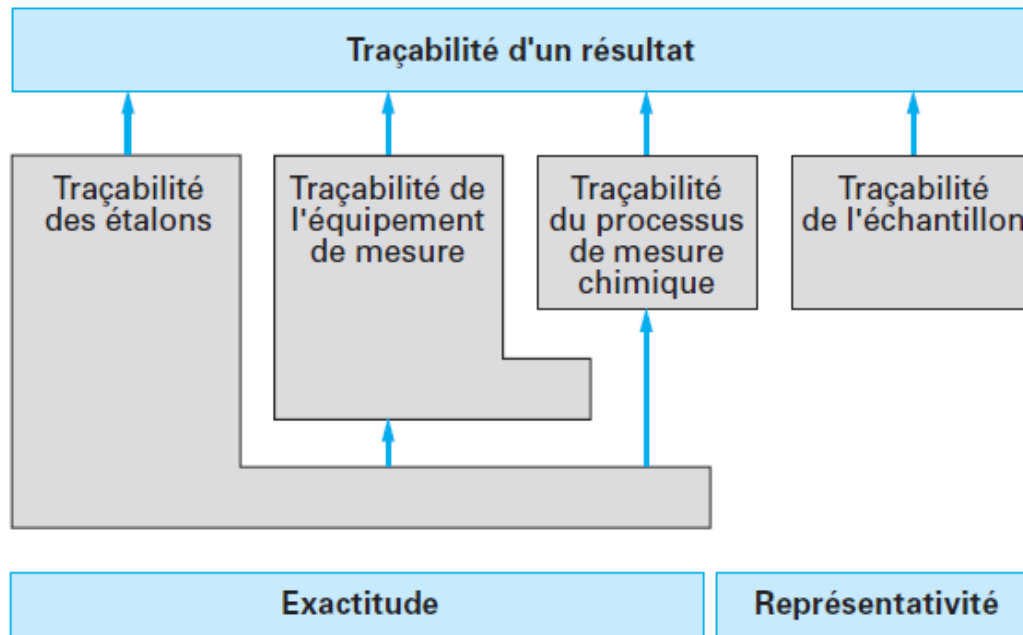 Traçabilité d'un résultat
Traçabilité
des étalons
Traçabilité de
l'équipement
de mesure
Traçabilité
du processus
de mesure
chimique
Traçabilité
de l'échantillon
Exactitude
Représentativité